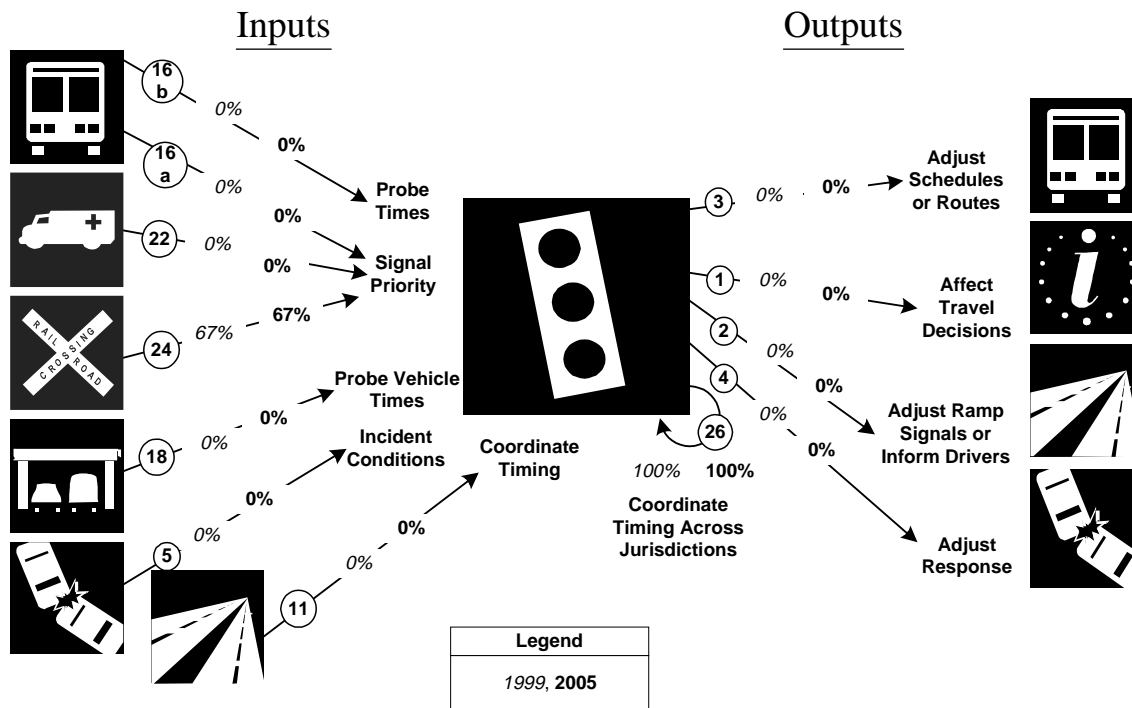 Inputs
Outputs
16
b
0%
0%
Probe
Times
16
a
0%
0%
22
0%
0%
Signal
Priority
RAIL
ROAD
CROSSING
24
67%
67%
18
0%
0%
Probe Vehicle
Times
5
0%
0%
Incident
Conditions
11
0%
0%
Coordinate
Timing
3
0%
0%
Adjust
Schedules
or Routes
1
0%
0%
Affect
Travel
Decisions
i
2
0%
0%
Adjust Ramp
Signals or
Inform Drivers
4
0%
0%
Adjust
Response
26
100%
100%
Coordinate
Timing Across
Jurisdictions
Legend
1999, 2005